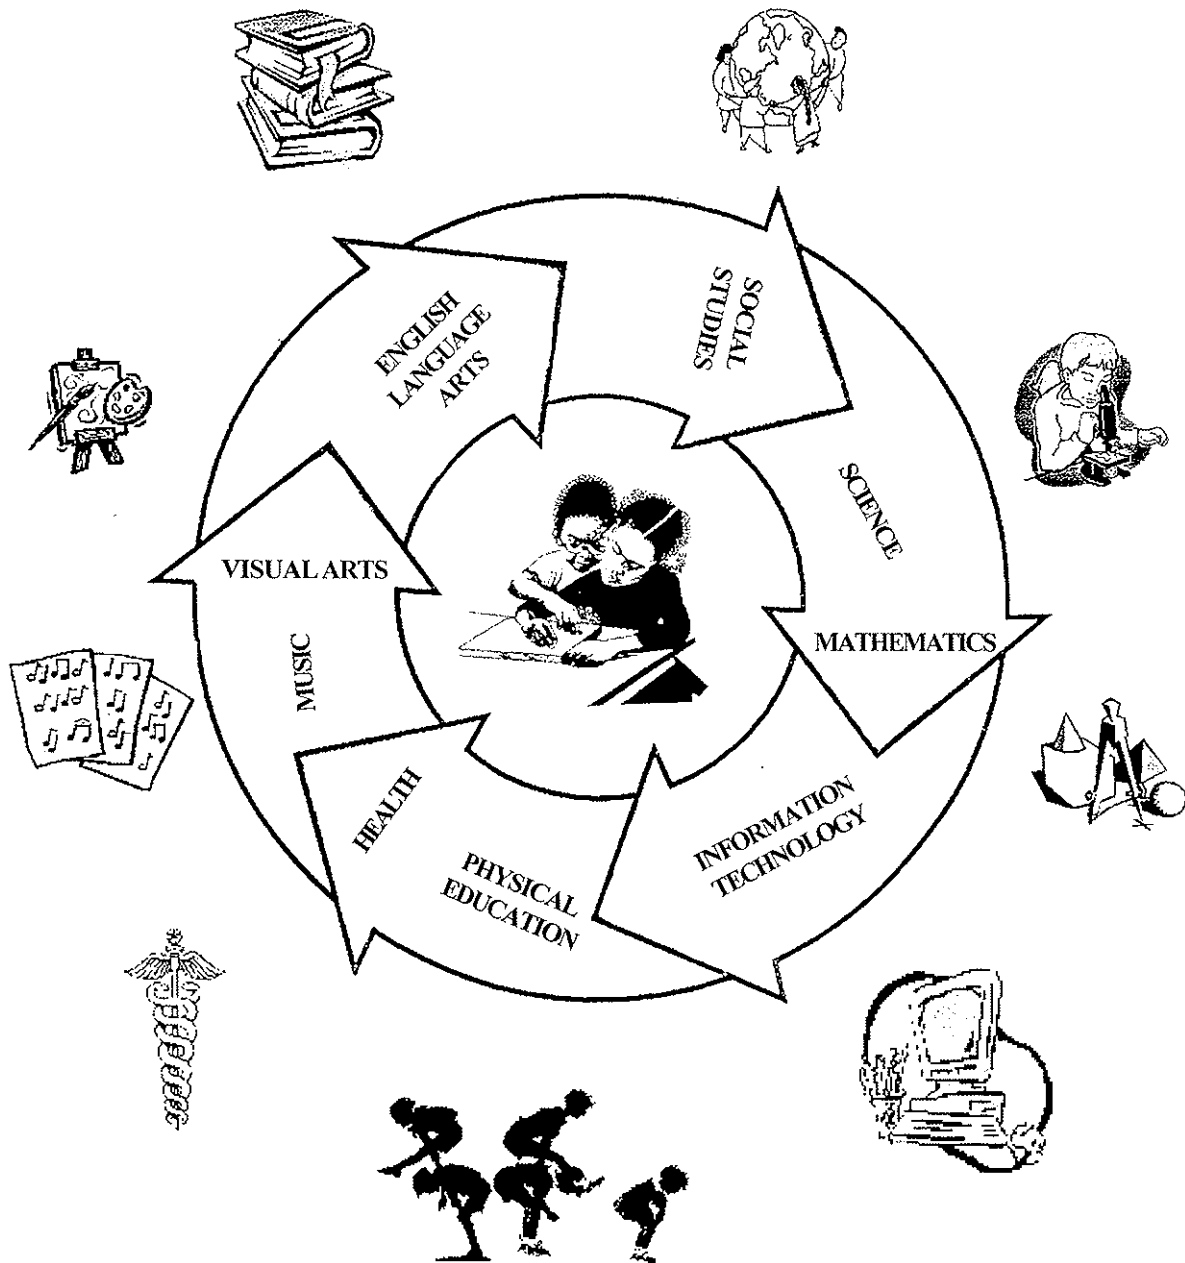 ENGLISH
LANGUAGE
ARTS
SOCIAL
STUDIES
SCIENCE
MATHEMATICS
INFORMATION
TECHNOLOGY
PHYSICAL
EDUCATION
HEALTH
MUSIC
VISUAL ARTS